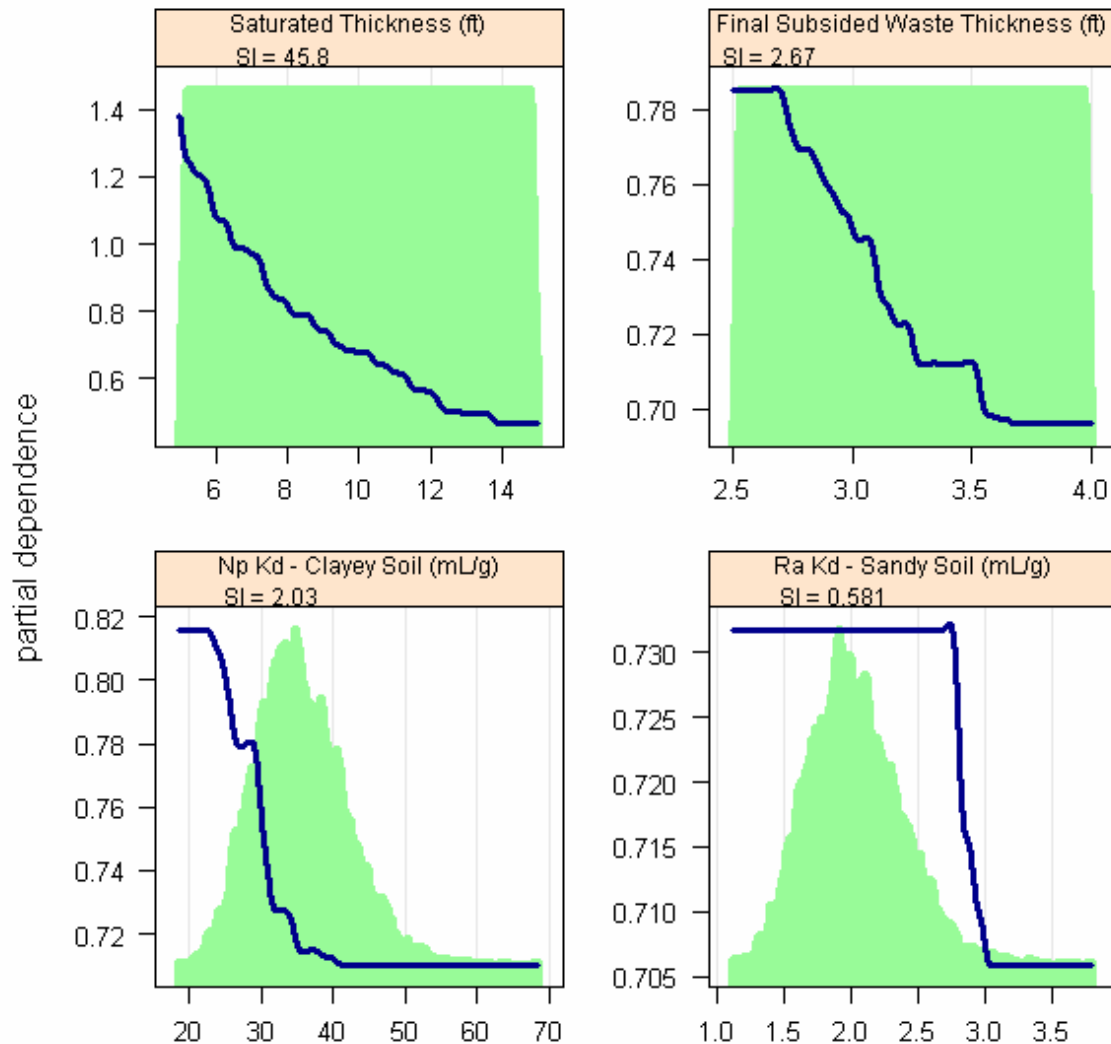 Saturated Thickness (ft)
SI = 45.8
Final Subsided Waste Thickness (ft)
SI = 2.67
1.4
1.2
1.0
0.8
0.6
6 8 10 12 14
0.78
0.76
0.74
0.72
0.70
2.5 3.0 3.5 4.0
partial dependence
Np Kd - Clayey Soil (mL/g)
SI = 2.03
Ra Kd - Sandy Soil (mL/g)
SI = 0.581
0.82
0.80
0.78
0.76
0.74
0.72
20 30 40 50 60 70
0.730
0.725
0.720
0.715
0.710
0.705
1.0 1.5 2.0 2.5 3.0 3.5